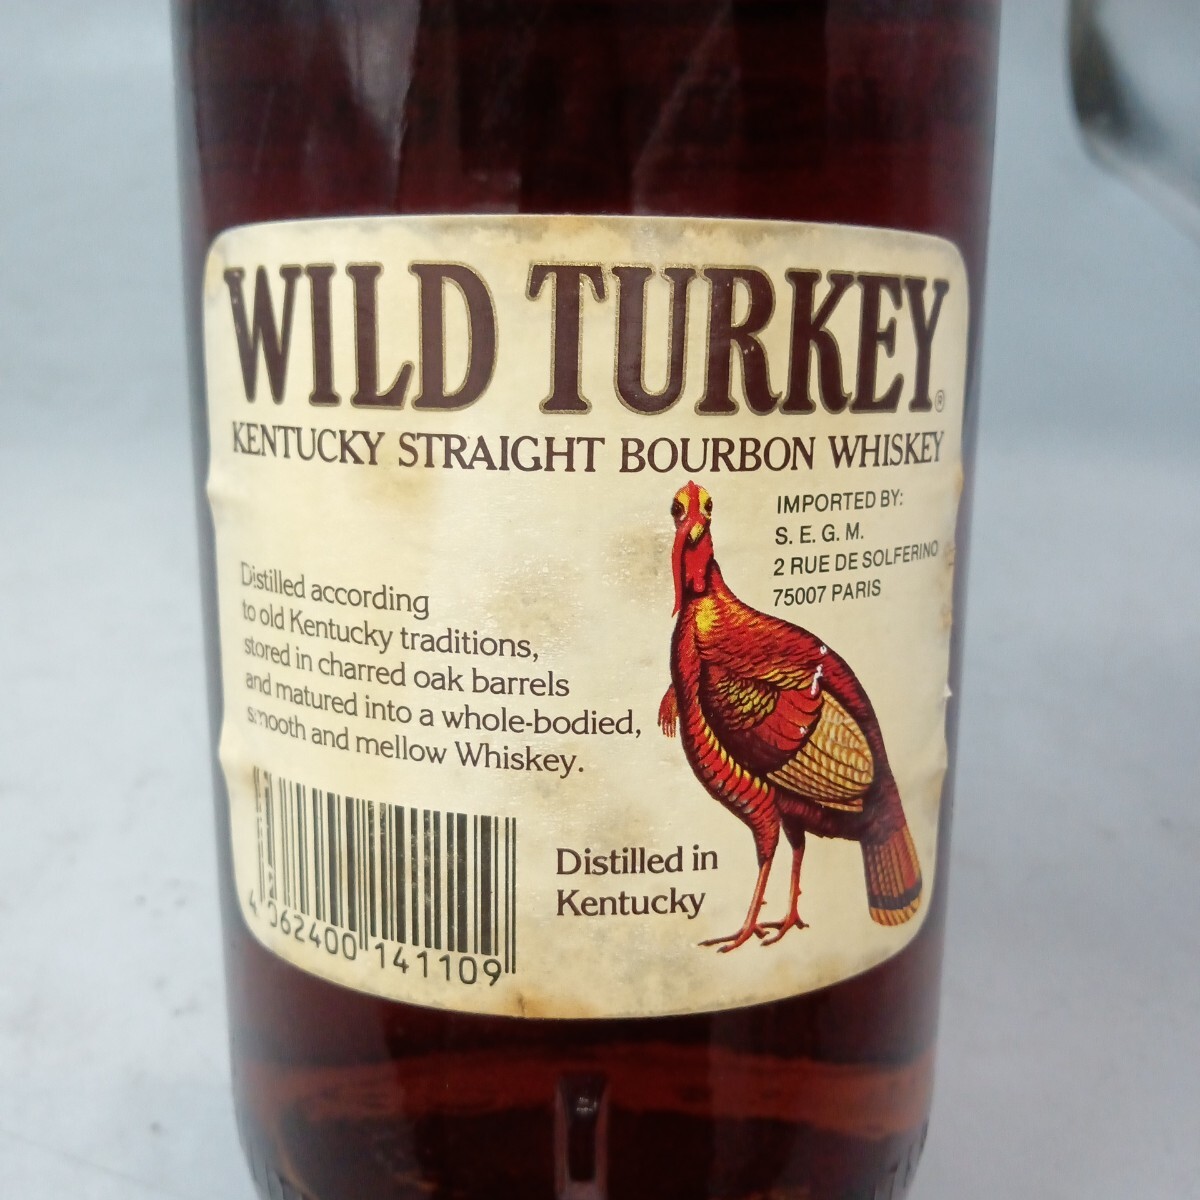 WILD TURKEY®
KENTUCKY STRAIGHT BOURBON WHISKEY
IMPORTED BY:
S. E. G. M.
2 RUE DE SOLFERINO
75007 PARIS
Distilled according
to old Kentucky traditions,
stored in charred oak barrels
and matured into a whole-bodied,
smooth and mellow Whiskey.
Distilled in
Kentucky
4 062400 141109